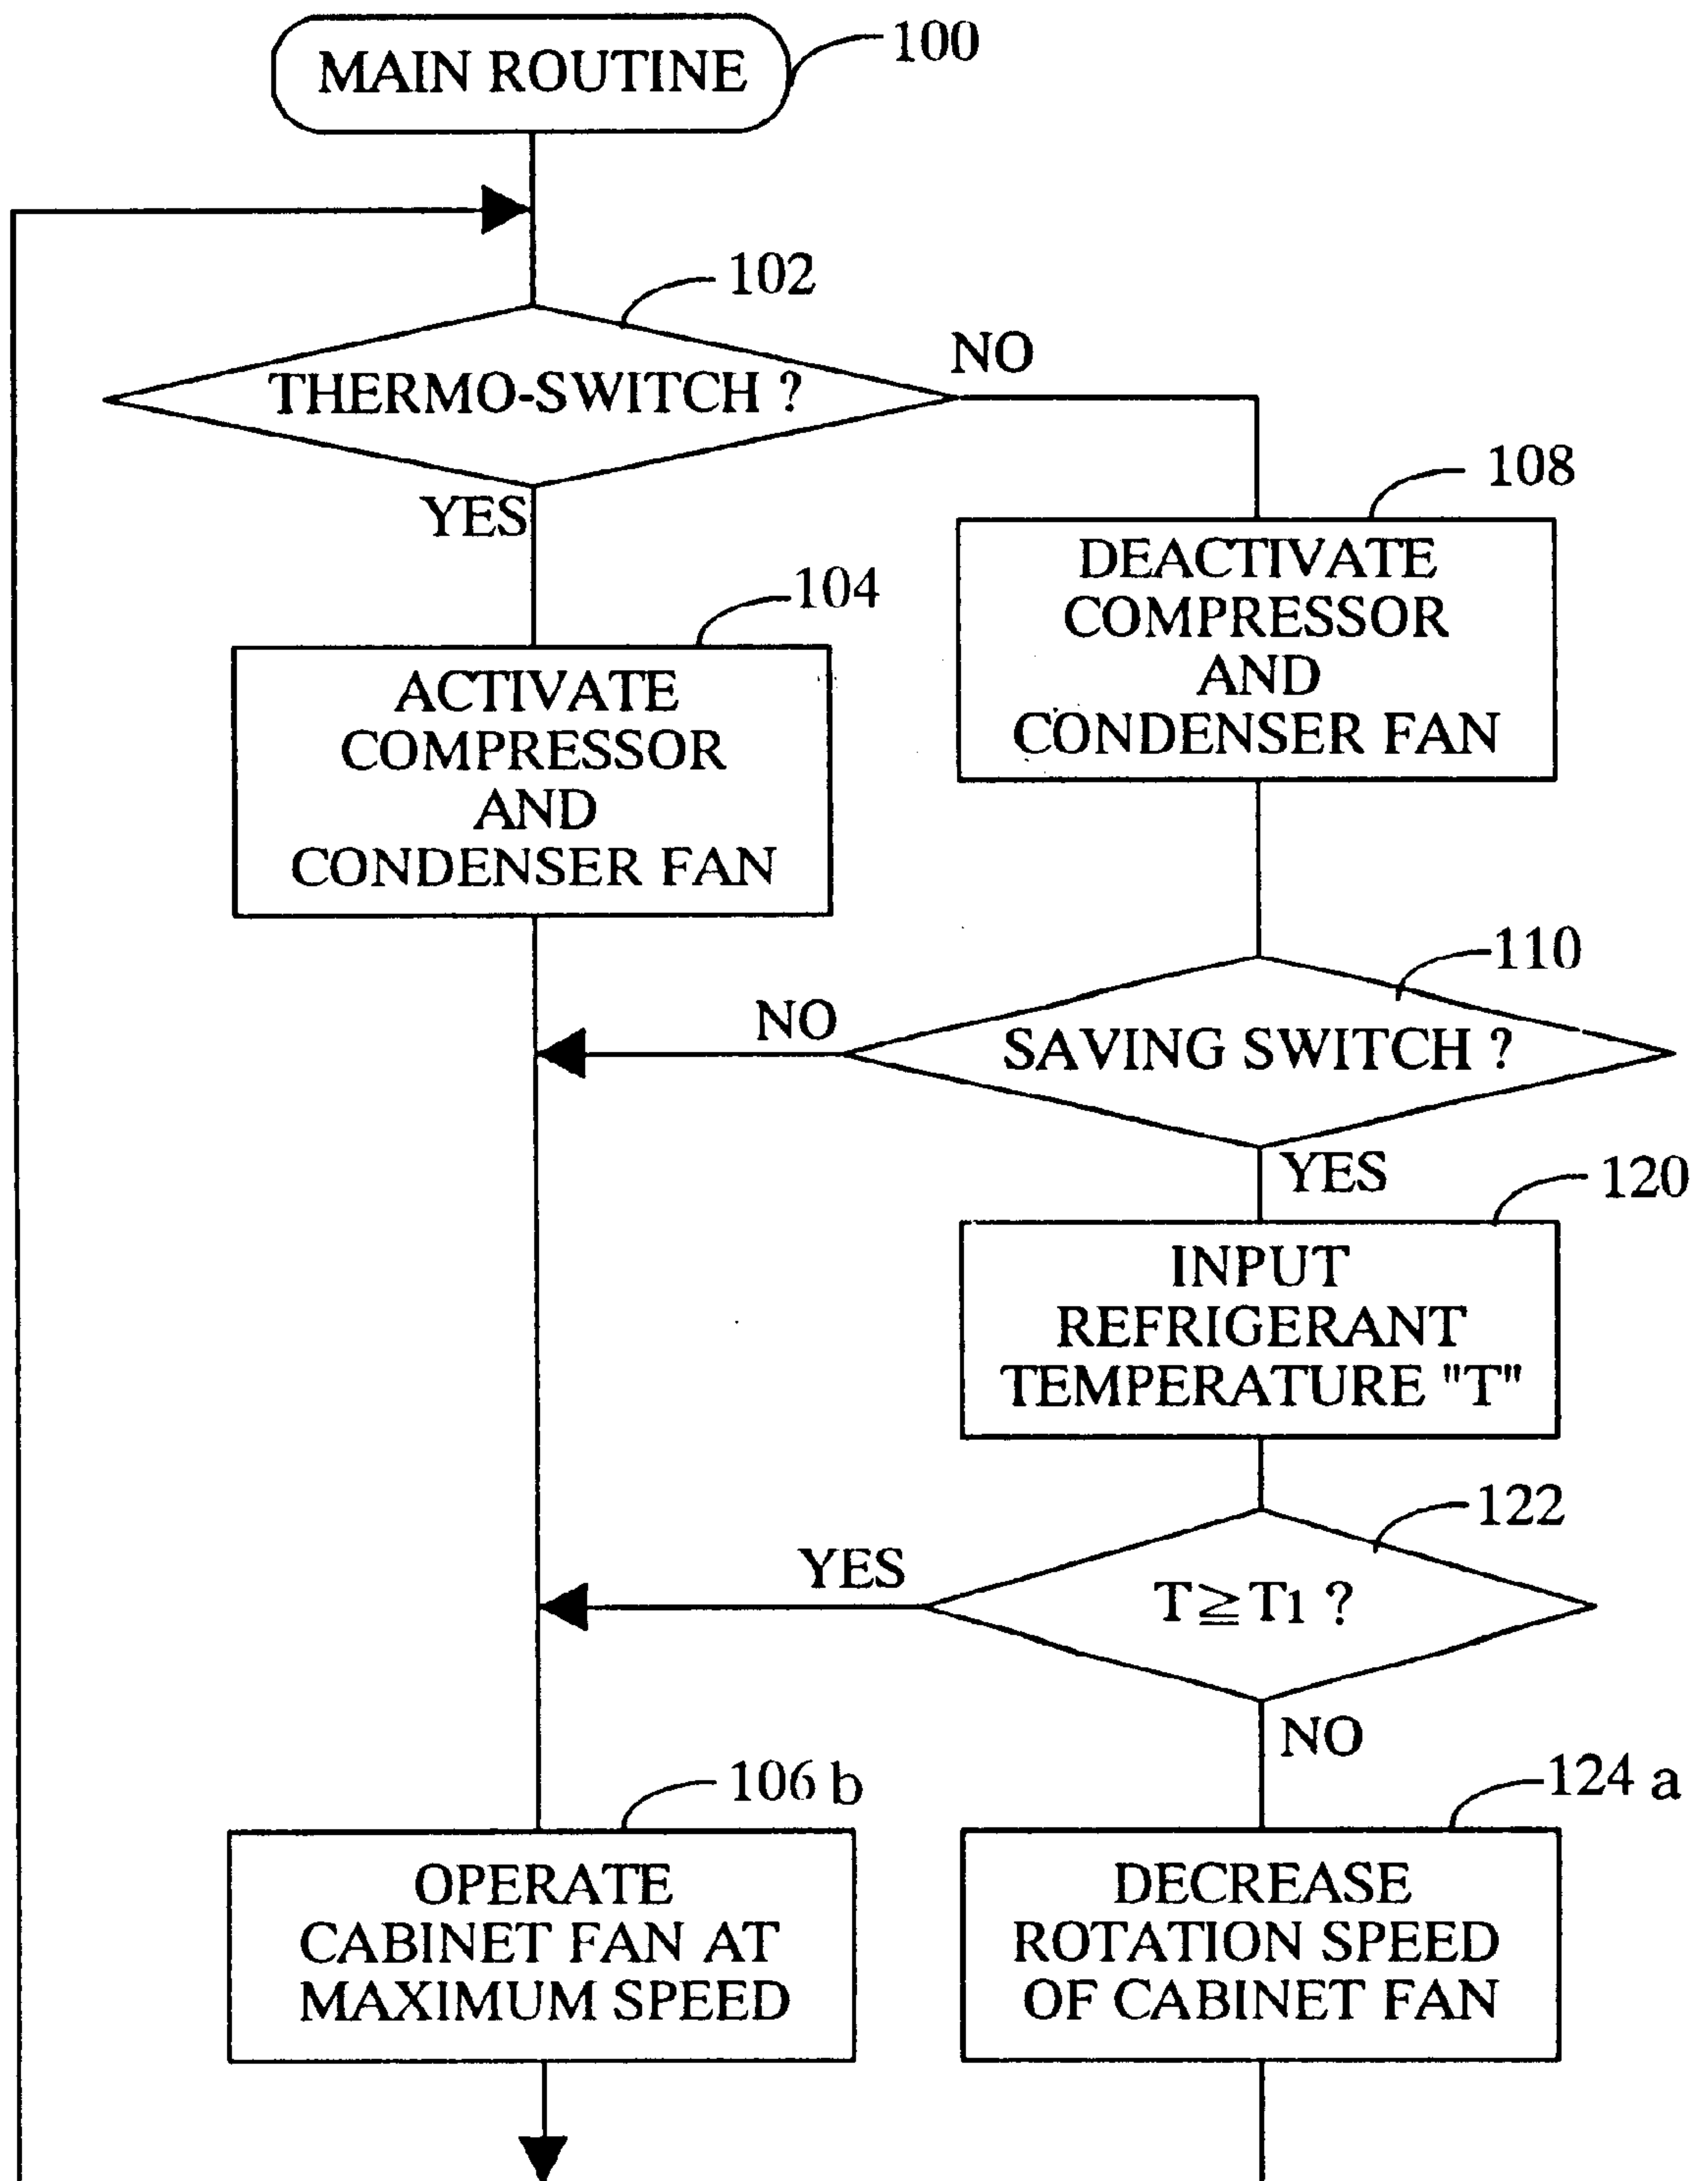 MAIN ROUTINE
100
102
THERMO-SWITCH ?
NO
YES
108
DEACTIVATE
COMPRESSOR
AND
CONDENSER FAN
104
ACTIVATE
COMPRESSOR
AND
CONDENSER FAN
110
SAVING SWITCH ?
NO
YES
120
INPUT
REFRIGERANT
TEMPERATURE "T"
122
T≧T1 ?
YES
NO
106 b
OPERATE
CABINET FAN AT
MAXIMUM SPEED
124 a
DECREASE
ROTATION SPEED
OF CABINET FAN